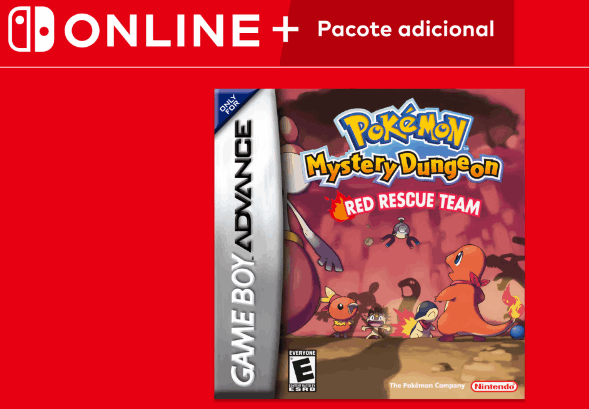 ONLINE + Pacote adicional
ONLY
FOR
GAME BOY ADVANCE
POKéMON
Mystery Dungeon
RED RESCUE TEAM
EVERYONE
E
ESRB
The Pokémon Company
Nintendo